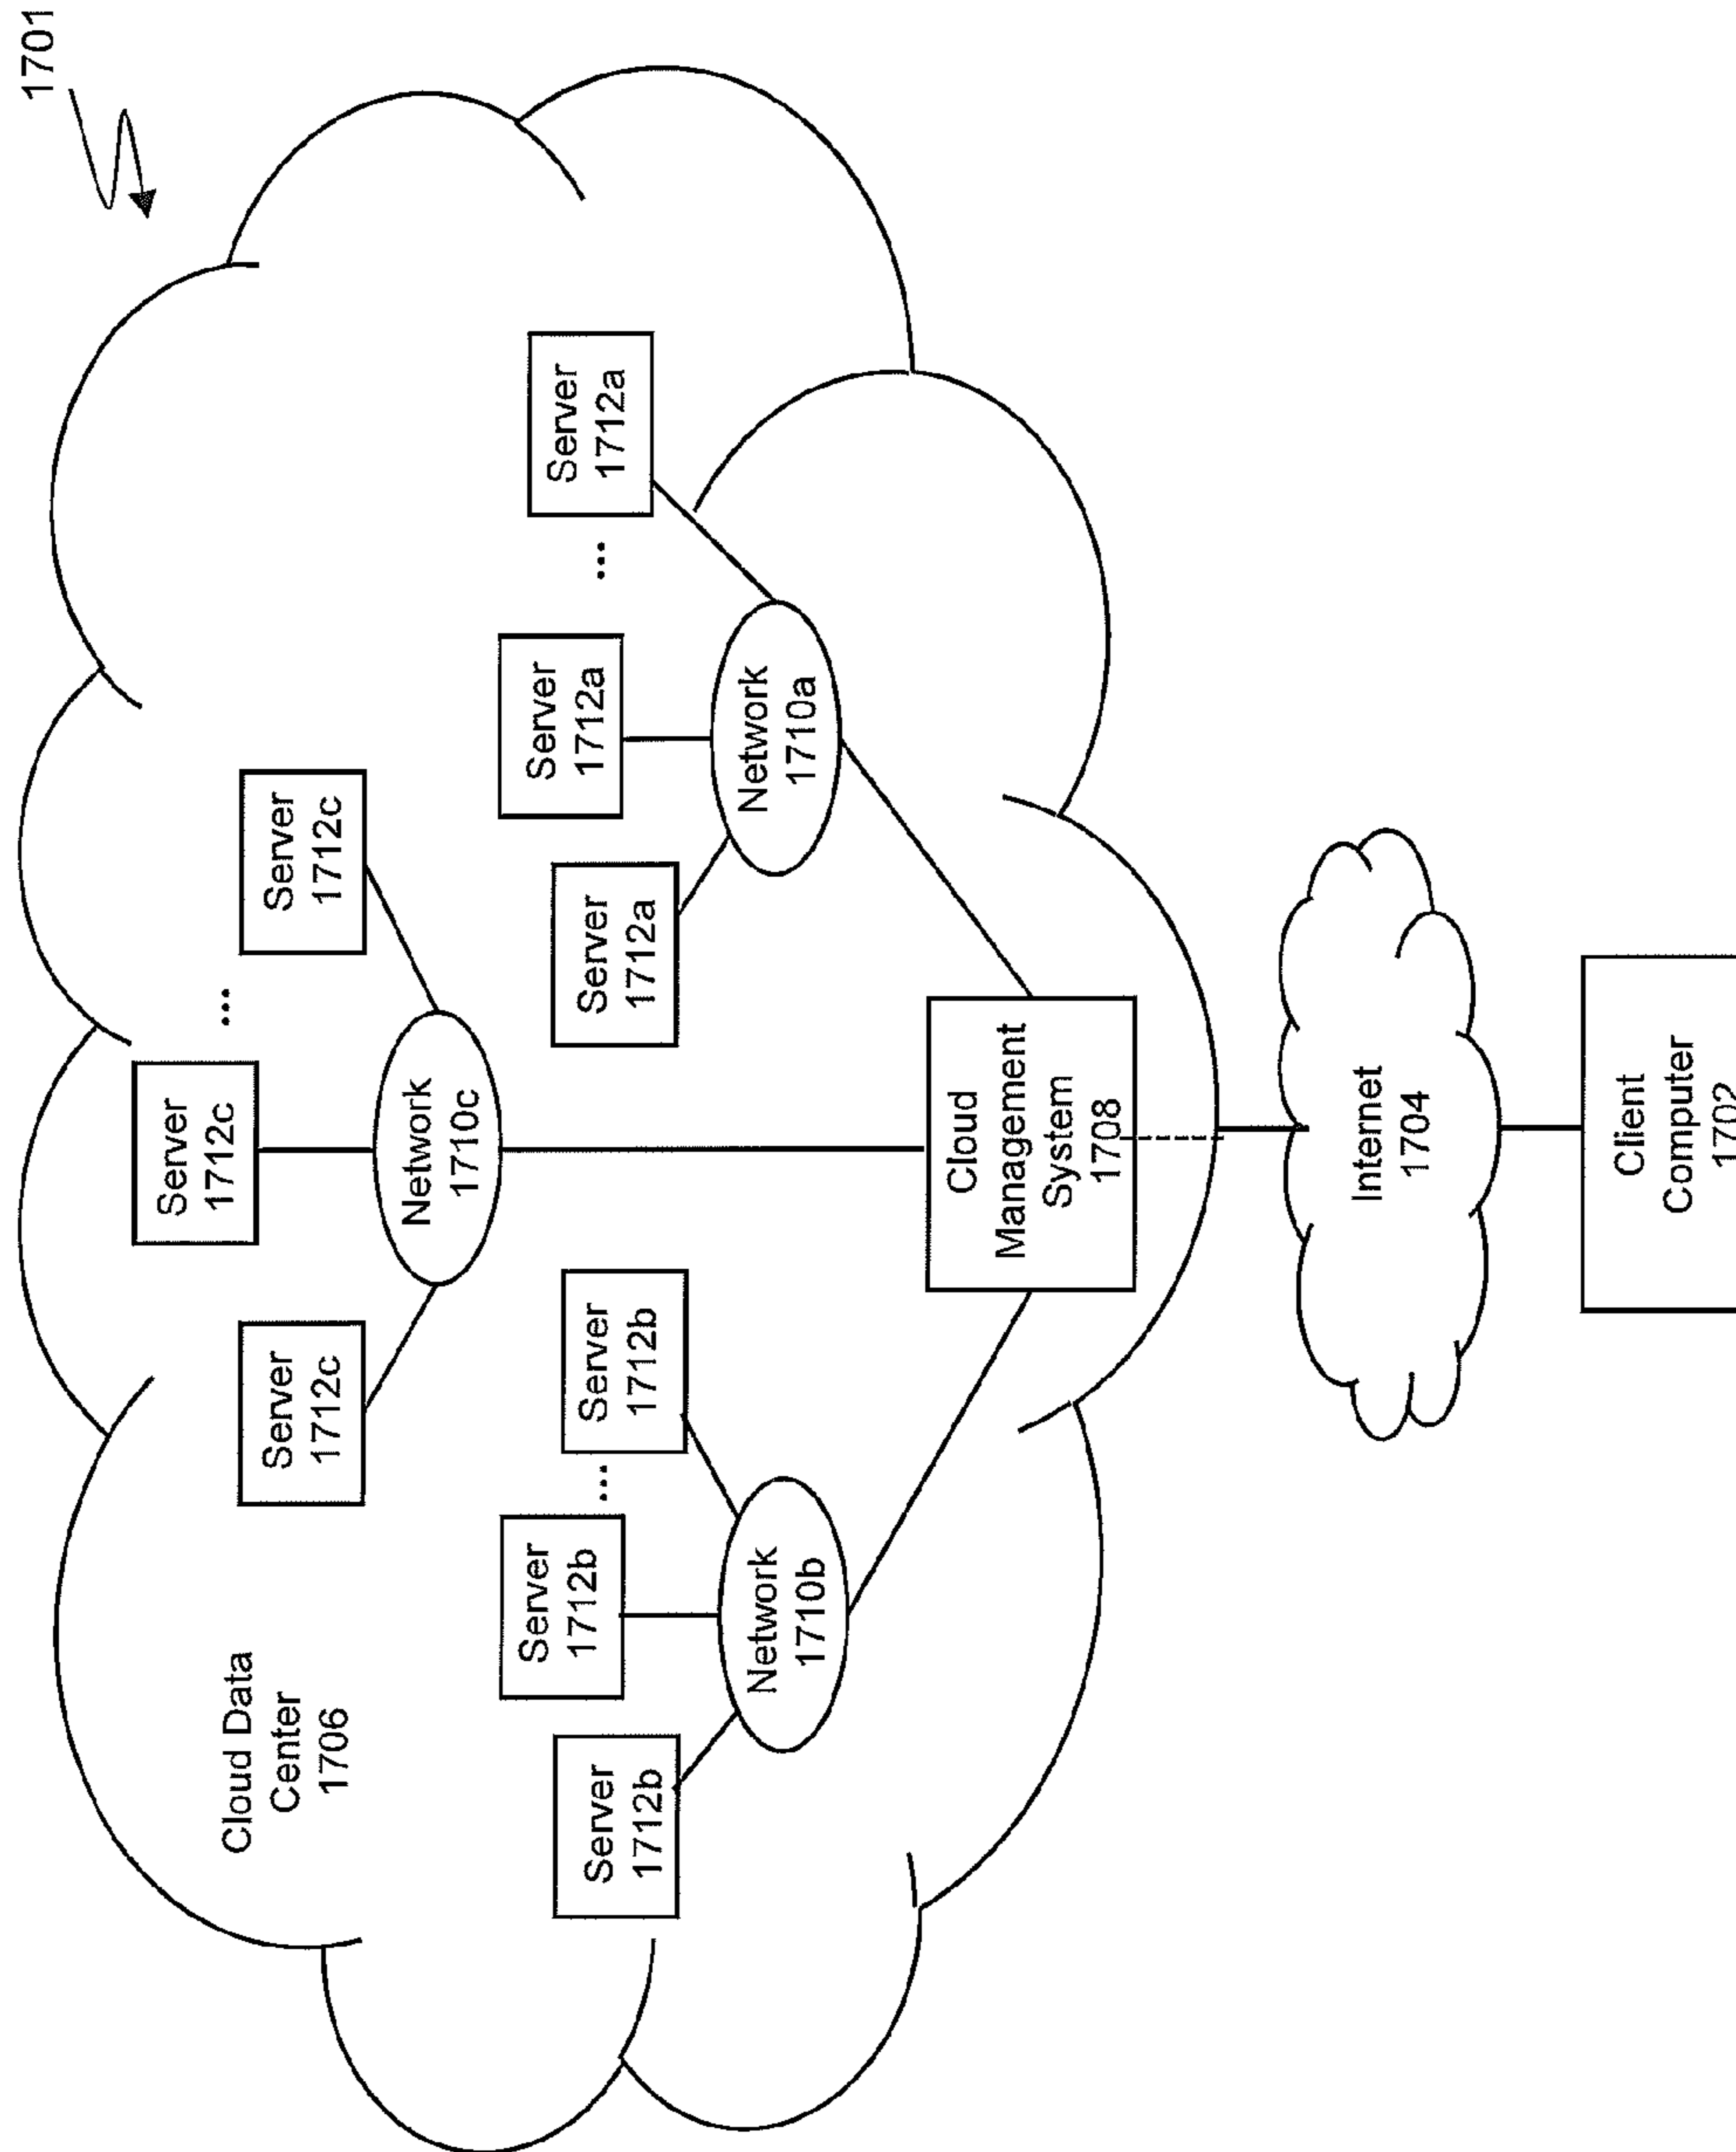 1701
Server
1712c
...
Cloud Data
Center
1706
Server
1712c
Server
1712c
Network
1710c
Server
1712b
Server
1712b
...
Server
1712b
Server
1712a
Server
1712a
...
Server
1712a
Network
1710b
Network
1710a
Cloud
Management
System
1708
Internet
1704
Client
Computer
1702